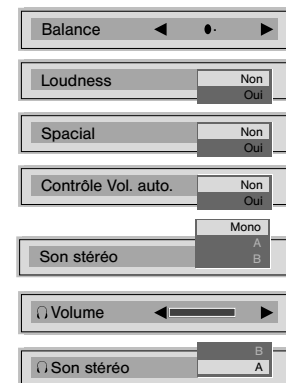 Balance
Loudness Non
Oui
Spacial Non
Oui
Contrôle Vol. auto. Non
Oui
Mono
A
Son stéréo B
Volume
B
Son stéréo A